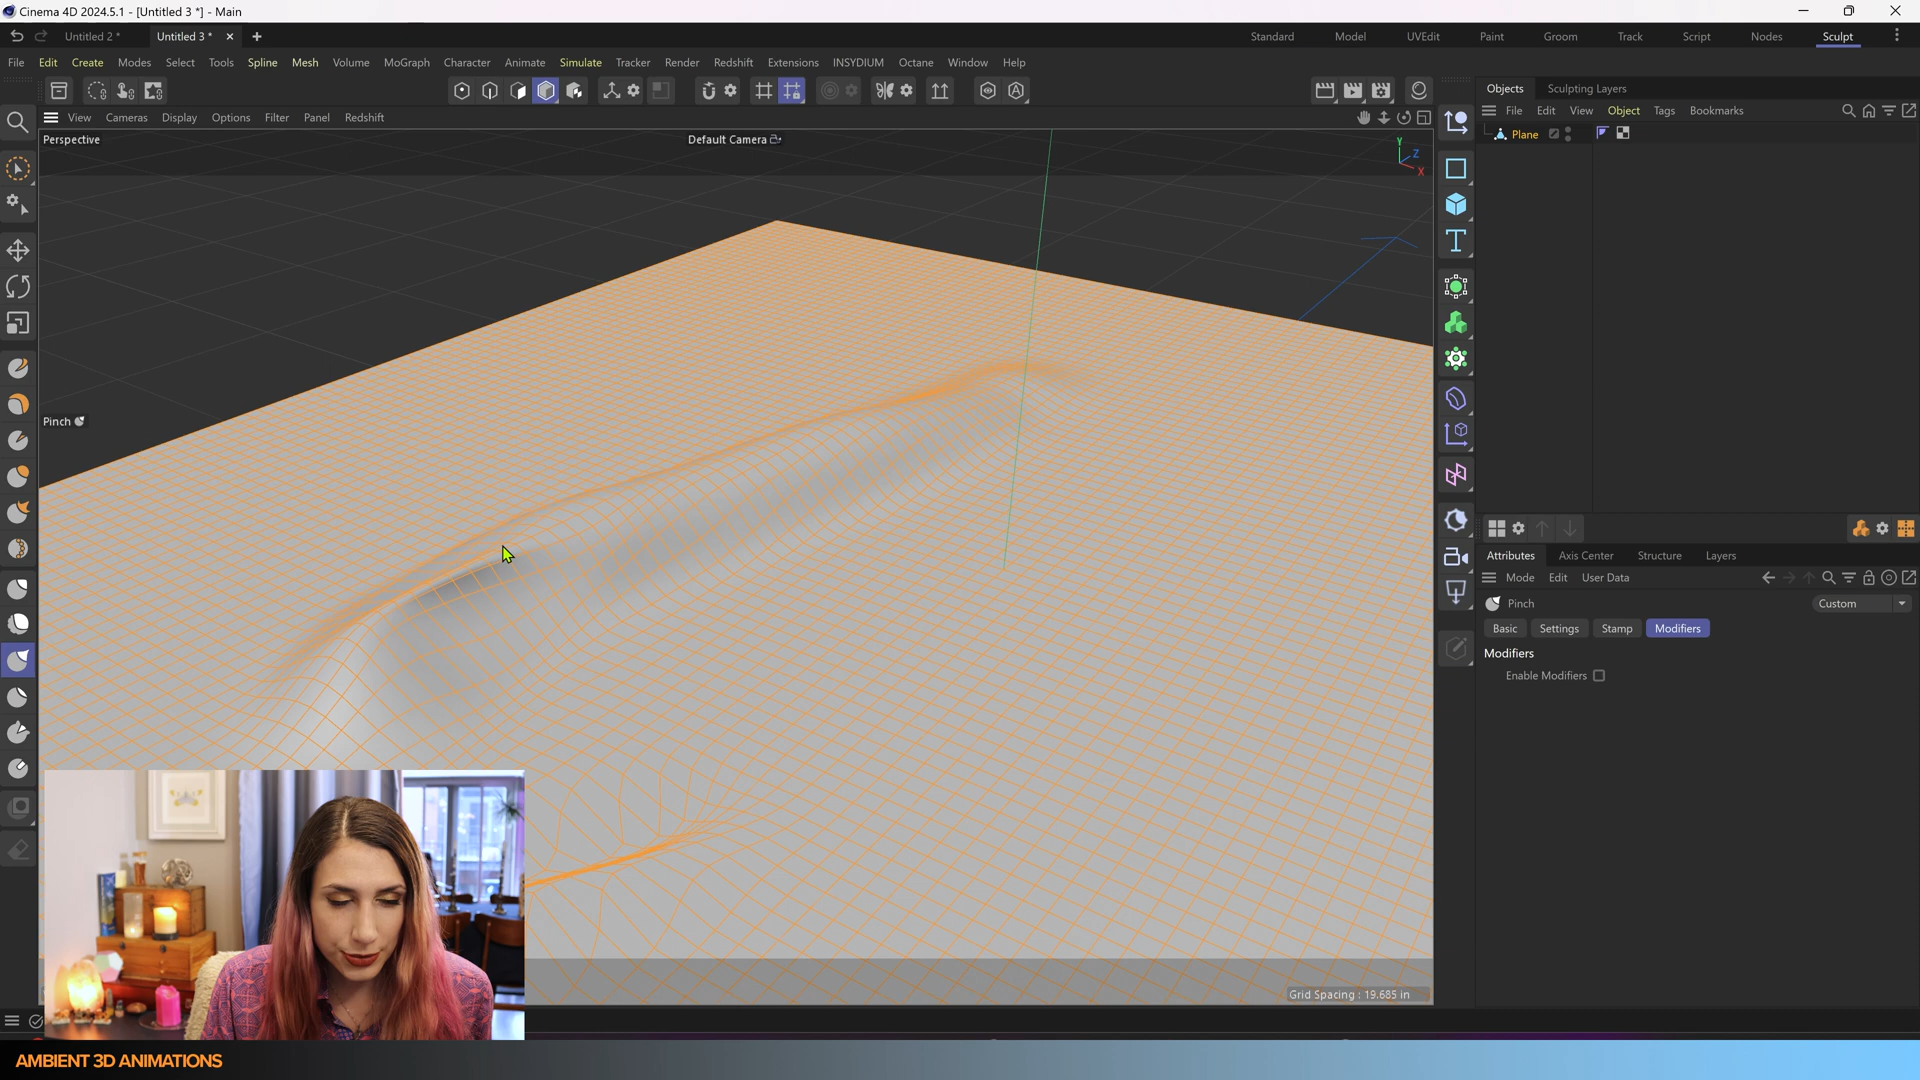 Cinema 4D 2024.5.1 - [Untitled 3 *] - Main
Untitled 2 *
Untitled 3 *
Standard
Model
UVEdit
Paint
Groom
Track
Script
Nodes
Sculpt
File
Edit
Create
Modes
Select
Tools
Spline
Mesh
Volume
MoGraph
Character
Animate
Simulate
Tracker
Render
Redshift
Extensions
INSYDIUM
Octane
Window
Help
Objects
Sculpting Layers
View
Cameras
Display
Options
Filter
Panel
Redshift
File
Edit
View
Object
Tags
Bookmarks
Perspective
Default Camera
Y
Z
X
Plane
Pinch
Attributes
Axis Center
Structure
Layers
Mode
Edit
User Data
Pinch
Custom
Basic
Settings
Stamp
Modifiers
Modifiers
Enable Modifiers
Grid Spacing : 19.685 in
AMBIENT 3D ANIMATIONS